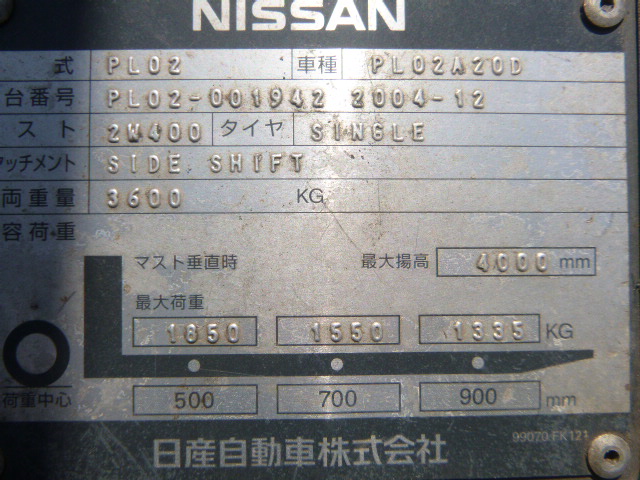 NISSAN
式 PL02 車種 PL02A20D
台番号 PL02-001942 2004-12
スト 2W400 タイヤ SINGLE
タッチメント SIDE SHIFT
両重量 3600 KG
容荷重
マスト垂直時 最大揚高 4000 mm
最大荷重
1850 1550 1335 KG
荷重中心 500 700 900 mm
日産自動車株式会社 99070 FK121